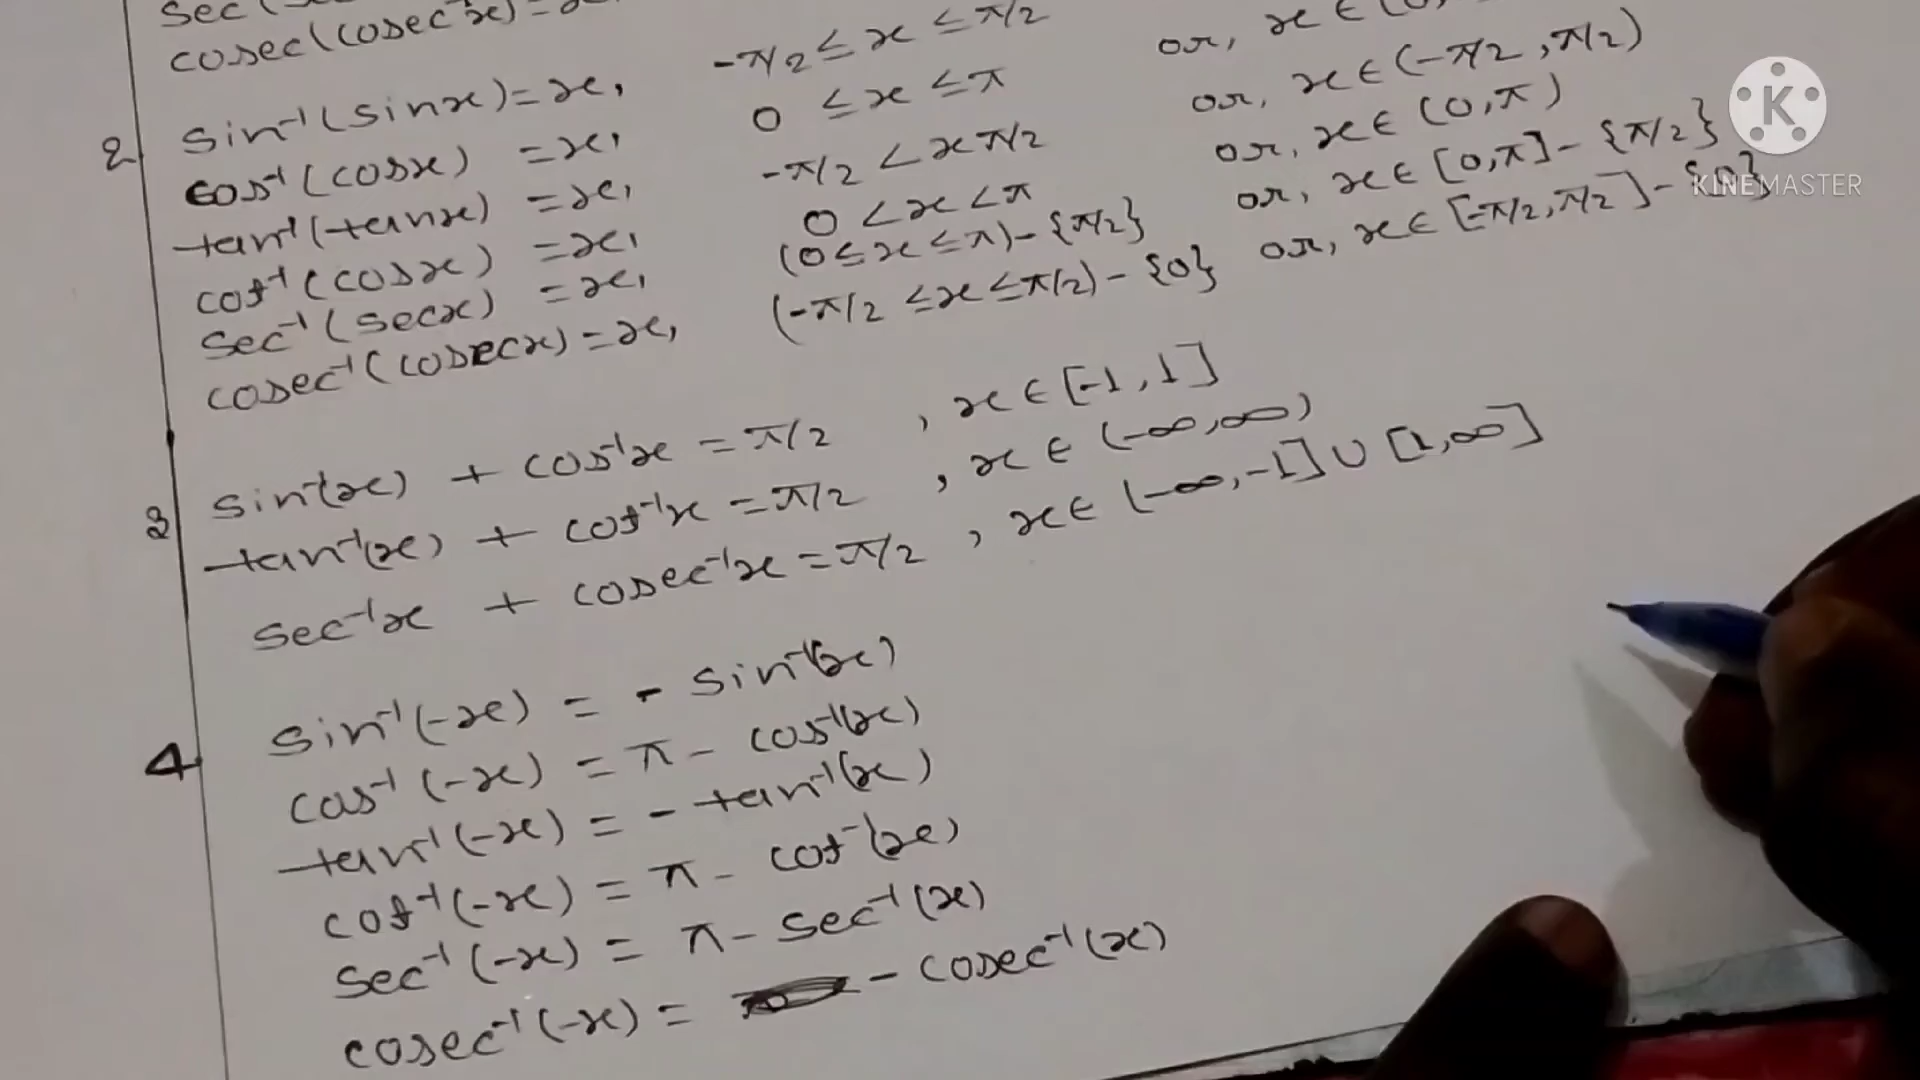 sec(
cosec(cosec⁻¹x)=x,
2 sin⁻¹(sinx)=x, -π/2 ≤ x ≤ π/2 or, x ∈
cos⁻¹(cosx) =x, 0 ≤ x ≤ π or, x ∈ (-π/2, π/2)
tan⁻¹(tanx) =x, -π/2 < x π/2 or, x ∈ (0, π)
cot⁻¹(cosx) =x, 0 < x < π or, x ∈ [0, π] - {π/2}
sec⁻¹(secx) =x, (0 ≤ x ≤ π) - {π/2} or, x ∈ [-π/2, π/2] - {0}
cosec⁻¹(cosecx)=x, (-π/2 ≤ x ≤ π/2) - {0}
3 sin⁻¹(x) + cos⁻¹x = π/2 , x ∈ [-1, 1]
tan⁻¹(x) + cot⁻¹x = π/2 , x ∈ (-∞, ∞)
sec⁻¹x + cosec⁻¹x = π/2 , x ∈ (-∞, -1] ∪ [1, ∞]
4 sin⁻¹(-x) = - sin⁻¹(x)
cos⁻¹(-x) = π - cos⁻¹(x)
tan⁻¹(-x) = - tan⁻¹(x)
cot⁻¹(-x) = π - cot⁻¹(x)
sec⁻¹(-x) = π - sec⁻¹(x)
cosec⁻¹(-x) = - cosec⁻¹(x)
K
KINEMASTER